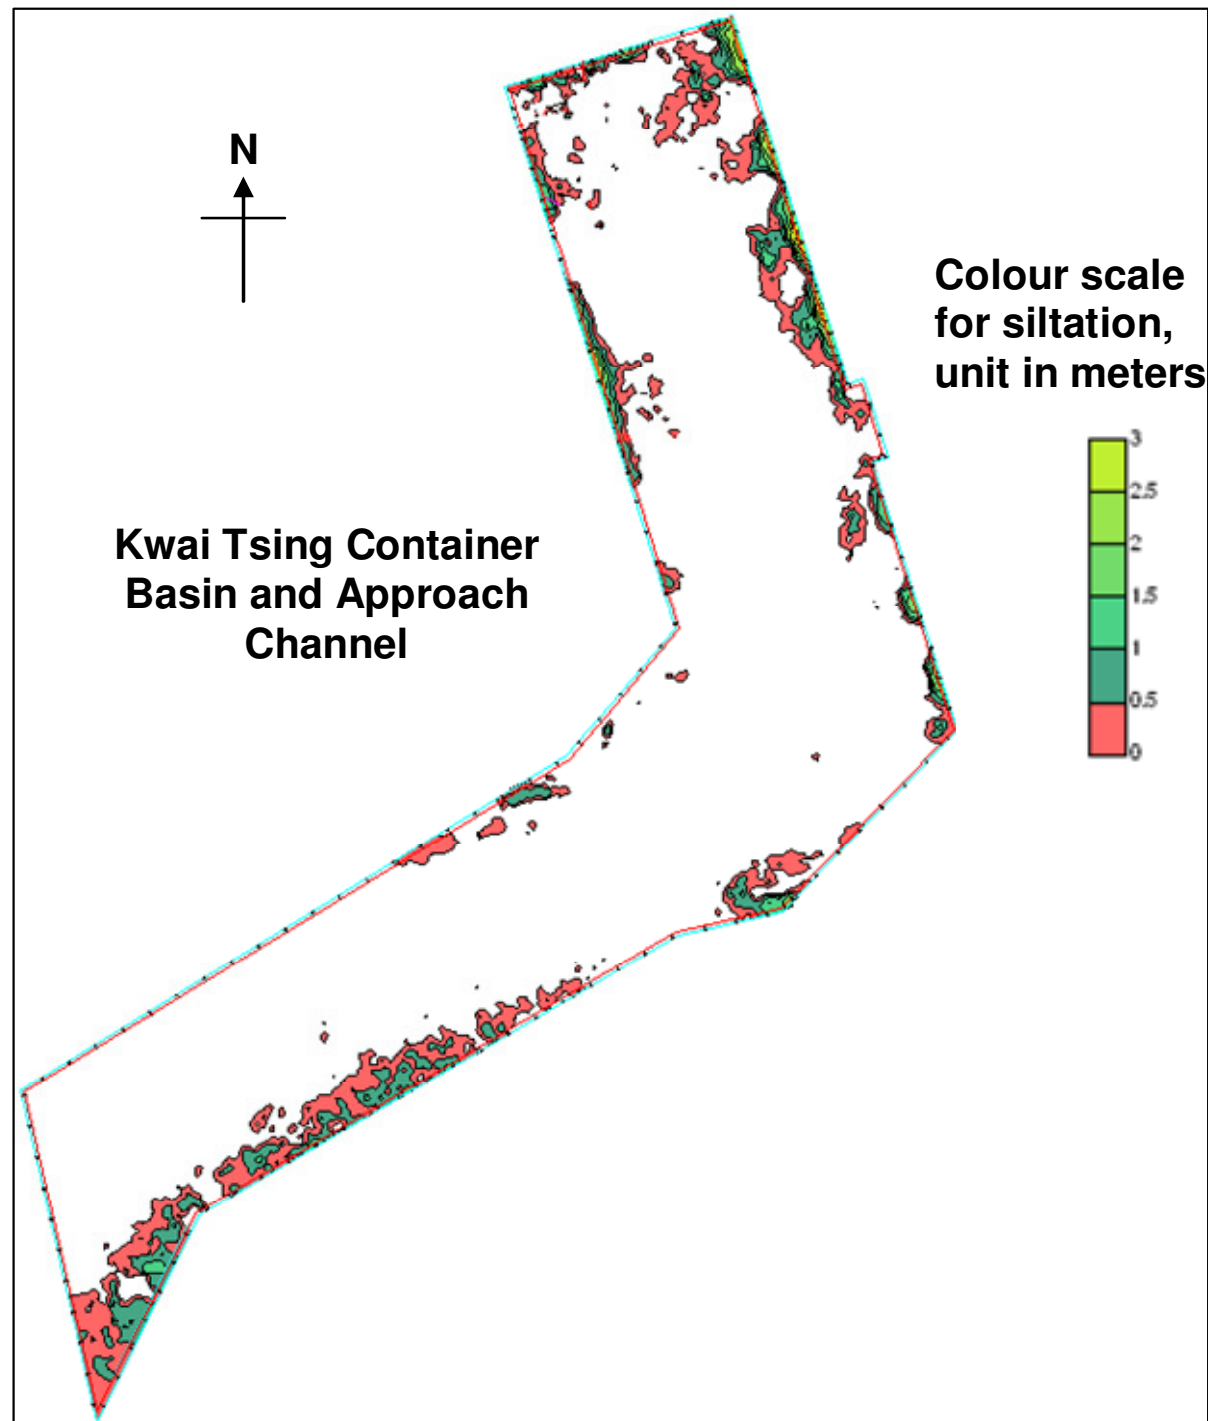 N
Colour scale
for siltation,
unit in meters
Kwai Tsing Container
Basin and Approach
Channel
3
2.5
2
1.5
1
0.5
0